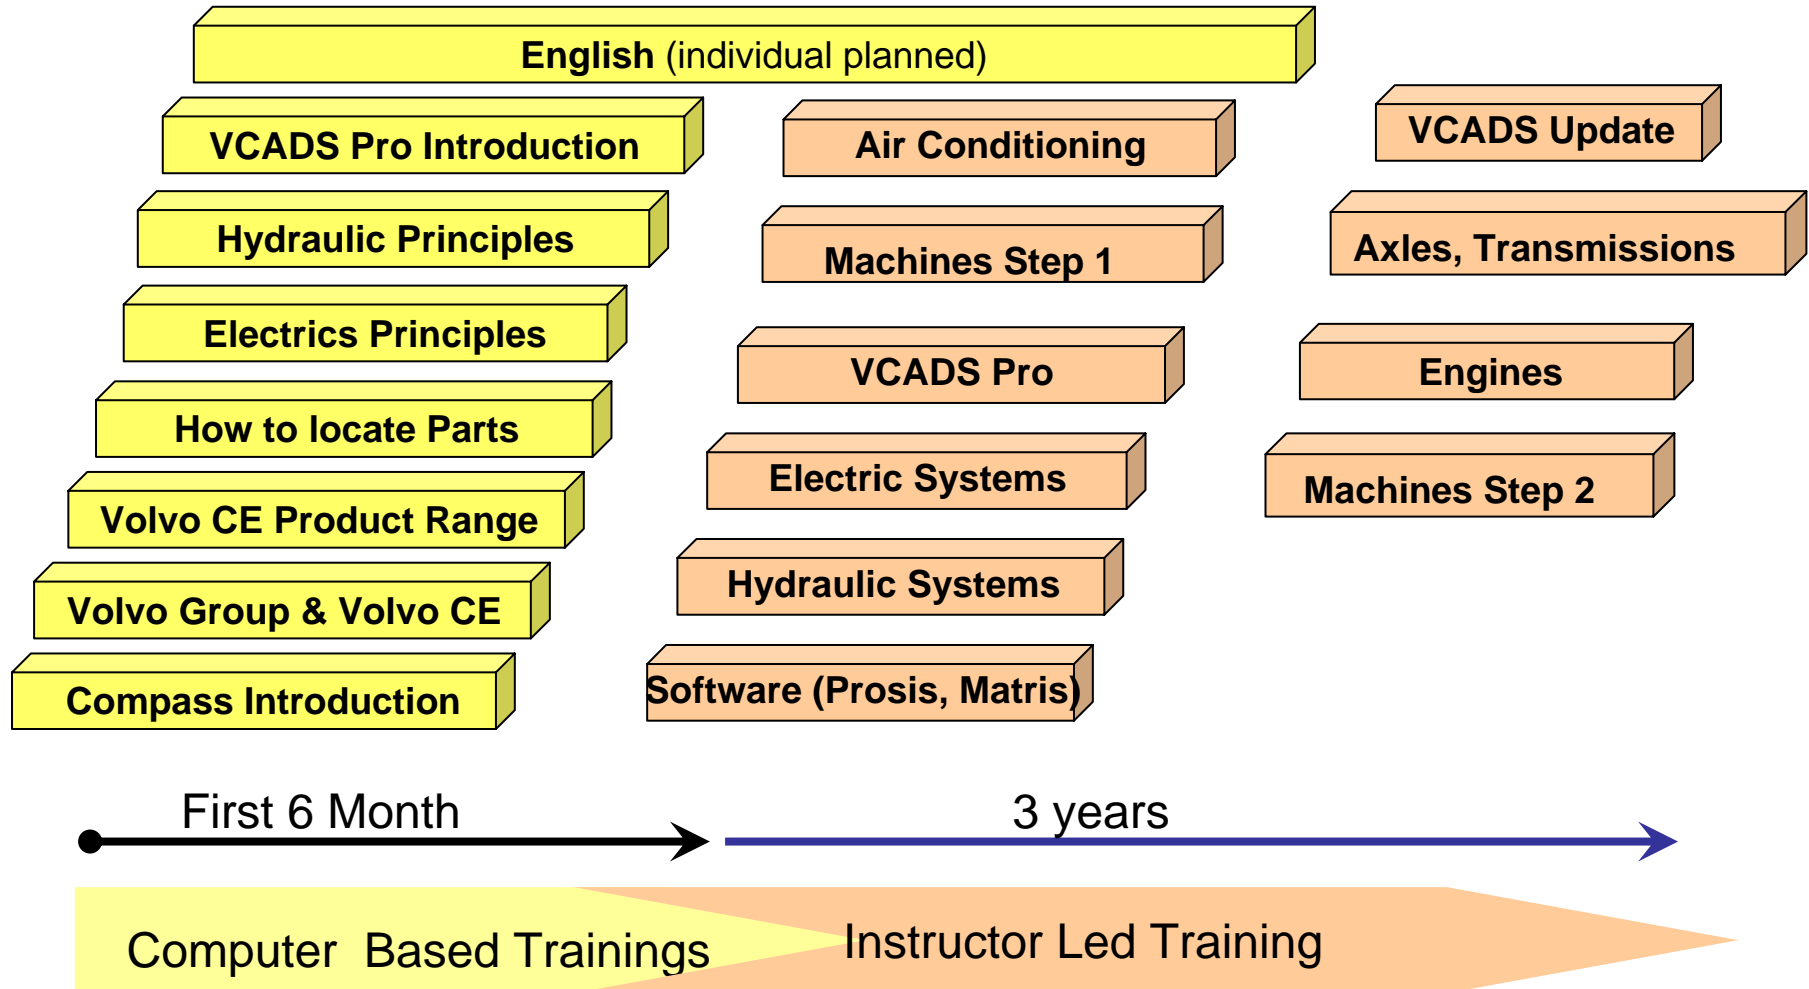 English (individual planned)
VCADS Pro Introduction
Hydraulic Principles
Electrics Principles
How to locate Parts
Volvo CE Product Range
Volvo Group & Volvo CE
Compass Introduction
Air Conditioning
Machines Step 1
VCADS Pro
Electric Systems
Hydraulic Systems
Software (Prosis, Matris)
VCADS Update
Axles, Transmissions
Engines
Machines Step 2
First 6 Month
3 years
Computer Based Trainings
Instructor Led Training